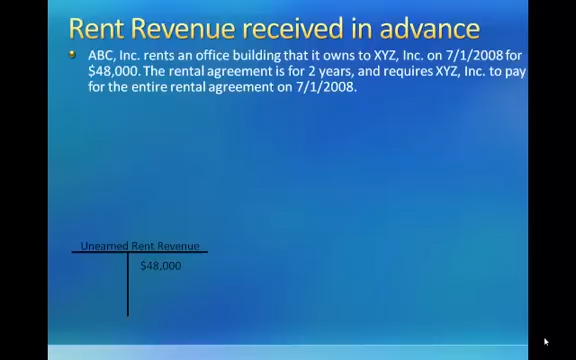 Rent Revenue received in advance
ABC, Inc. rents an office building that it owns to XYZ, Inc. on 7/1/2008 for
$48,000. The rental agreement is for 2 years, and requires XYZ, Inc. to pay
for the entire rental agreement on 7/1/2008.
Unearned Rent Revenue
$48,000